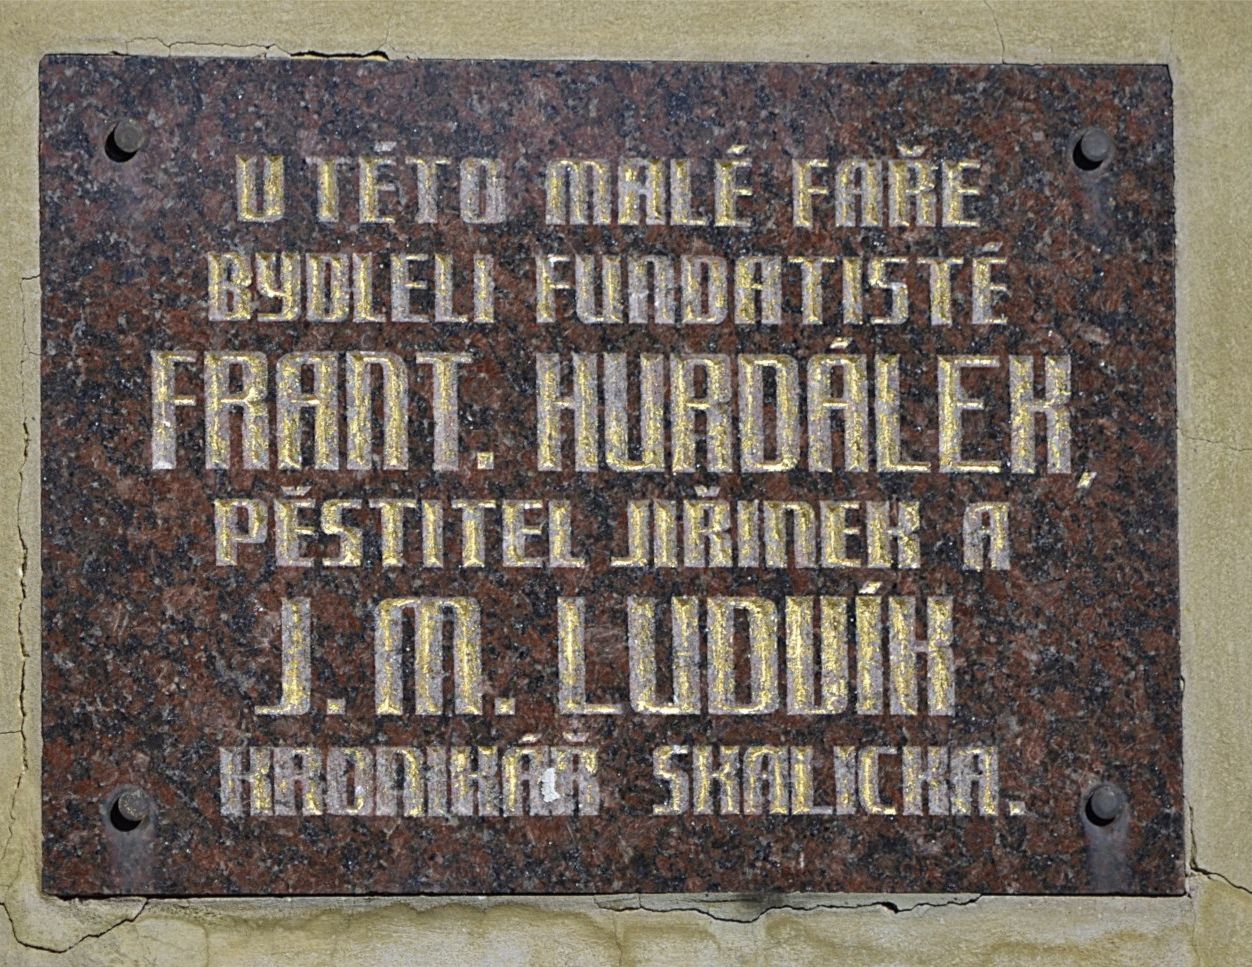 U TÉTO MALÉ FAŘE
BYDLELI FUNDATISTÉ
FRANT. HURDÁLEK,
PĚSTITEL JIŘINEK A
J. M. LUDVÍK
KRONIKÁŘ SKALICKA.